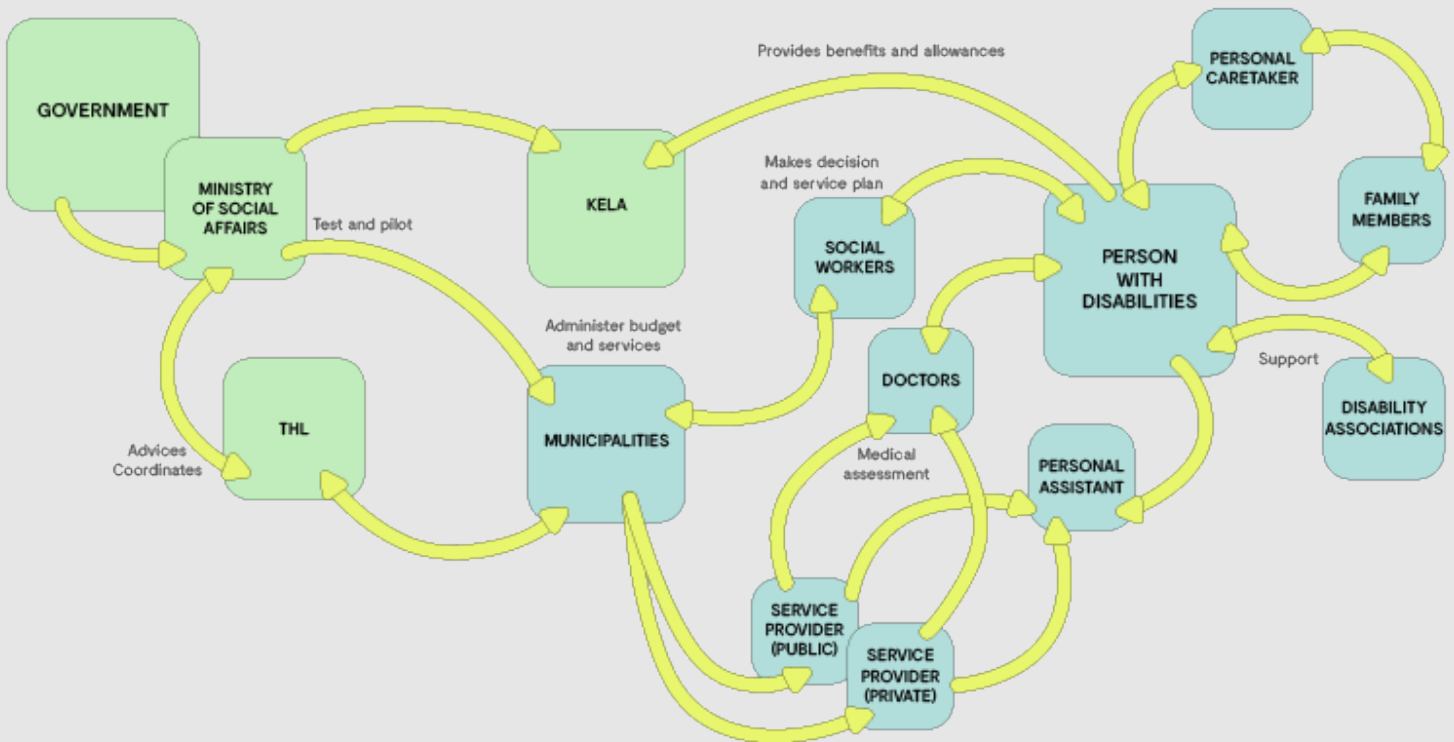 GOVERNMENT
MINISTRY
OF SOCIAL
AFFAIRS
Test and pilot
KELA
Provides benefits and allowances
Makes decision
and service plan
SOCIAL
WORKERS
PERSONAL
CARETAKER
FAMILY
MEMBERS
PERSON
WITH
DISABILITIES
Administer budget
and services
MUNICIPALITIES
THL
Advices
Coordinates
DOCTORS
Medical
assessment
Support
DISABILITY
ASSOCIATIONS
PERSONAL
ASSISTANT
SERVICE
PROVIDER
(PUBLIC)
SERVICE
PROVIDER
(PRIVATE)